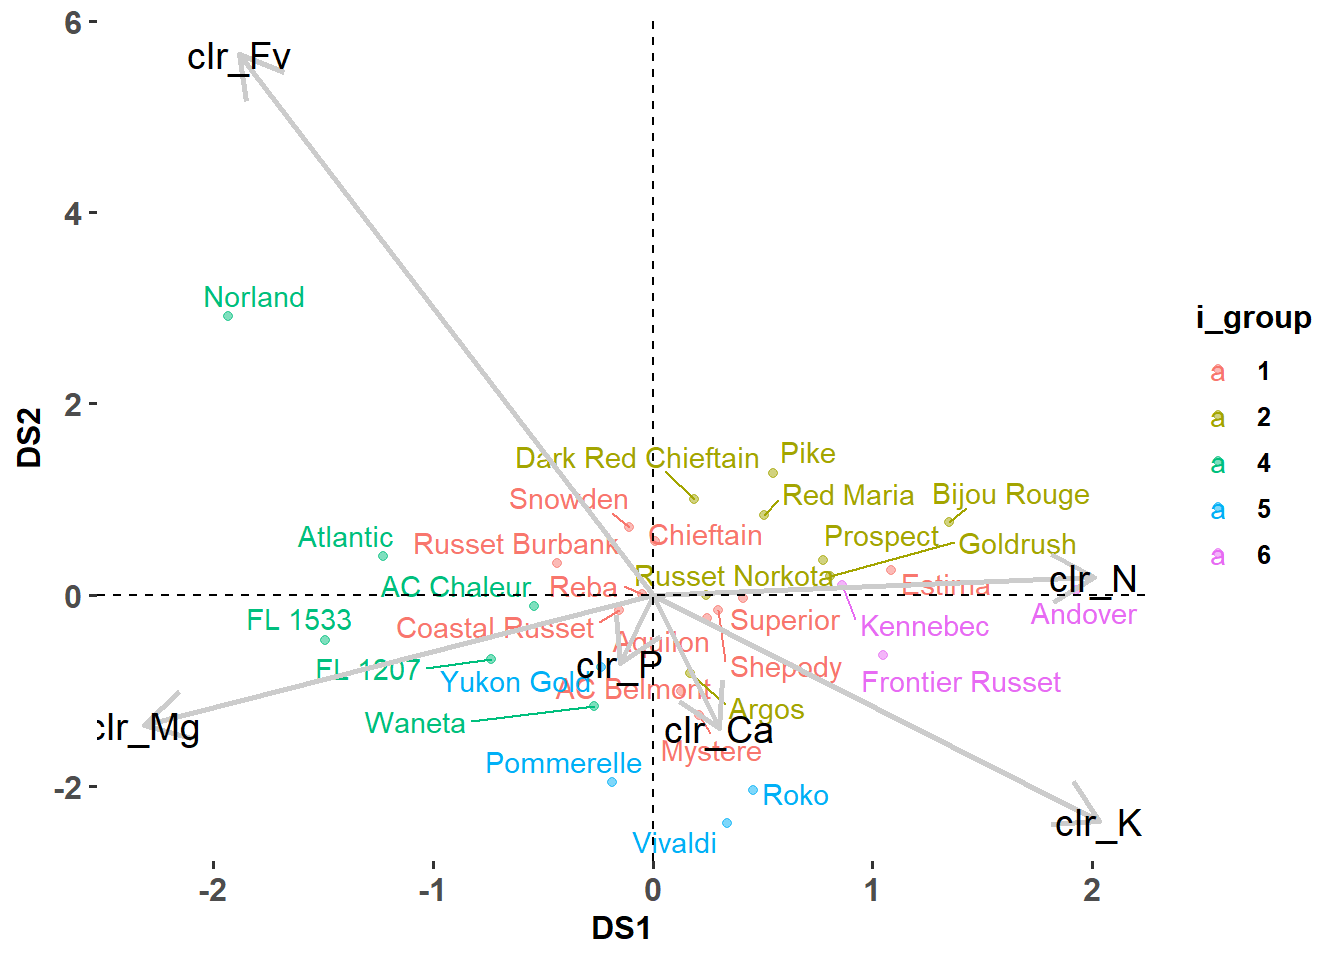 6
clr_Fv
4
Norland
i_group
a 1
a 2
a 4
a 5
a 6
DS2
2
Dark Red Chieftain
Pike
Snowden
Red Maria
Bijou Rouge
Atlantic
Russet Burbank
Chieftain
Prospect
Goldrush
AC Chaleur
Reba
Russet Norkota
Estima
clr_N
0
FL 1533
Coastal Russet
Aquilon
Superior
Kennebec
Andover
FL 1207
Yukon Gold
clr_P
AC Belmont
Shepody
Frontier Russet
clr_Mg
Waneta
clr_Ca
Argos
Mystere
Pommerelle
-2
Roko
clr_K
Vivaldi
-2
-1
0
1
2
DS1